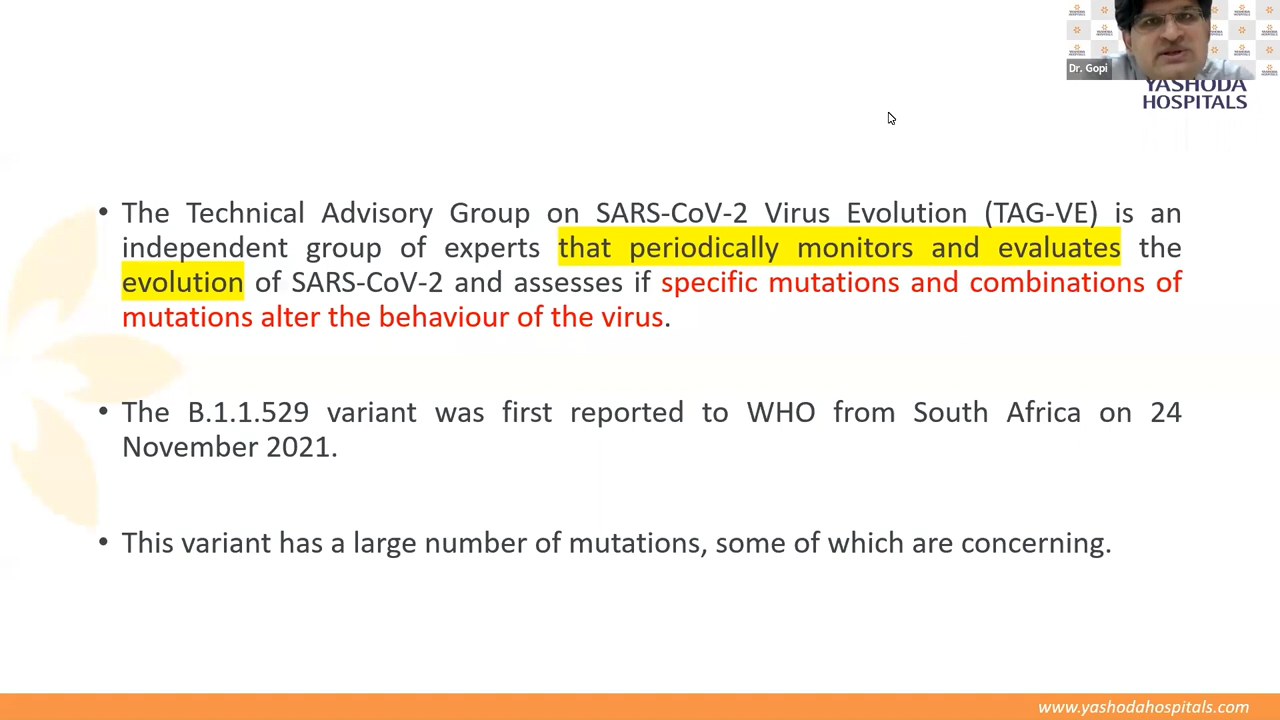 Dr. Gopi
YASHODA
HOSPITALS
• The Technical Advisory Group on SARS-CoV-2 Virus Evolution (TAG-VE) is an
independent group of experts that periodically monitors and evaluates the
evolution of SARS-CoV-2 and assesses if specific mutations and combinations of
mutations alter the behaviour of the virus.
• The B.1.1.529 variant was first reported to WHO from South Africa on 24
November 2021.
• This variant has a large number of mutations, some of which are concerning.
www.yashodahospitals.com